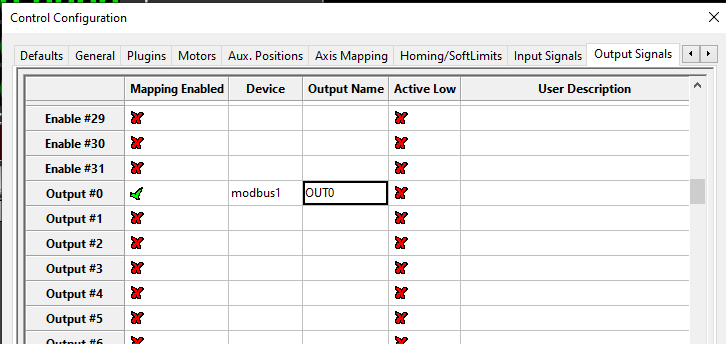 Control Configuration
Defaults General Plugins Motors Aux. Positions Axis Mapping Homing/SoftLimits Input Signals Output Signals
Mapping Enabled Device Output Name Active Low User Description
Enable #29
Enable #30
Enable #31
Output #0 modbus1 OUT0
Output #1
Output #2
Output #3
Output #4
Output #5
Output #6